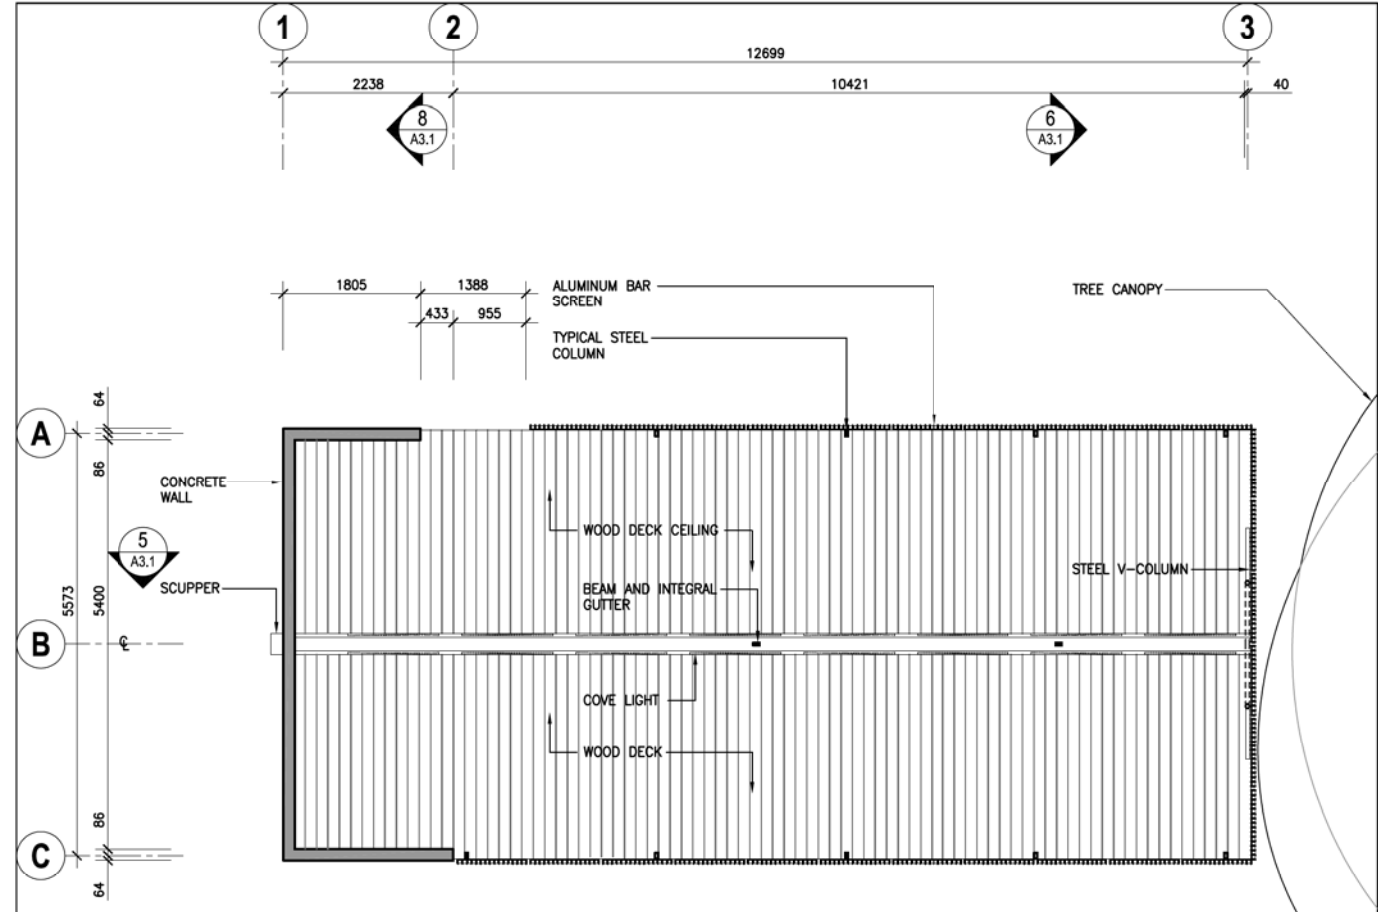 1
2
3
12699
2238
10421
40
8
A3.1
6
A3.1
1805
1388
433
955
ALUMINUM BAR
SCREEN
TYPICAL STEEL
COLUMN
TREE CANOPY
64
A
86
CONCRETE
WALL
5
A3.1
WOOD DECK CEILING
STEEL V-COLUMN
SCUPPER
BEAM AND INTEGRAL
GUTTER
5573
5400
B
℄
COVE LIGHT
WOOD DECK
86
C
64